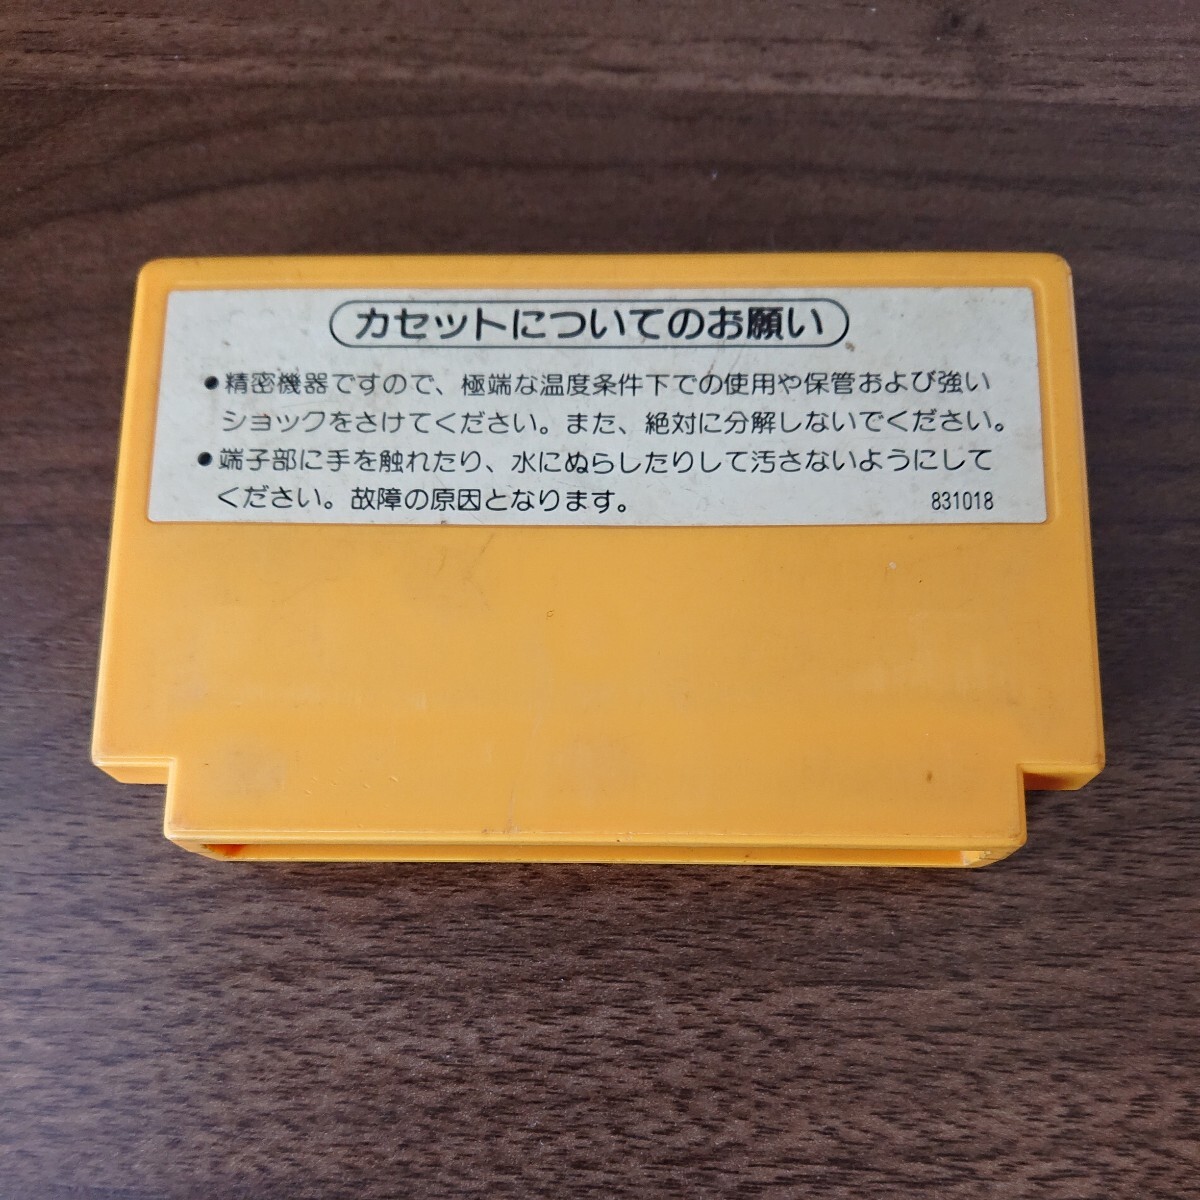 カセットについてのお願い
●精密機器ですので、極端な温度条件下での使用や保管および強い
ショックをさけてください。また、絶対に分解しないでください。
●端子部に手を触れたり、水にぬらしたりして汚さないようにして
ください。故障の原因となります。 831018